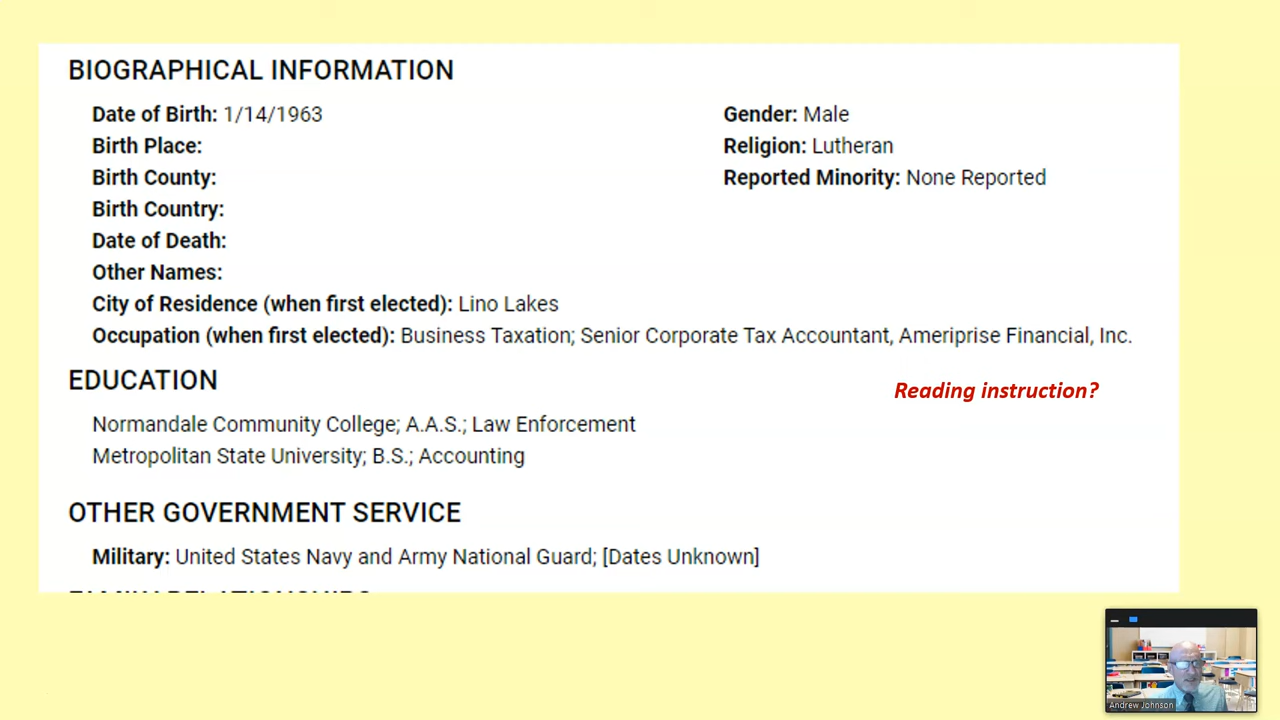 BIOGRAPHICAL INFORMATION
Date of Birth: 1/14/1963
Birth Place:
Birth County:
Birth Country:
Date of Death:
Other Names:
City of Residence (when first elected): Lino Lakes
Occupation (when first elected): Business Taxation; Senior Corporate Tax Accountant, Ameriprise Financial, Inc.
Gender: Male
Religion: Lutheran
Reported Minority: None Reported
EDUCATION
Reading instruction?
Normandale Community College; A.A.S.; Law Enforcement
Metropolitan State University; B.S.; Accounting
OTHER GOVERNMENT SERVICE
Military: United States Navy and Army National Guard; [Dates Unknown]
FAMILY RELATIONSHIPS
Andrew Johnson